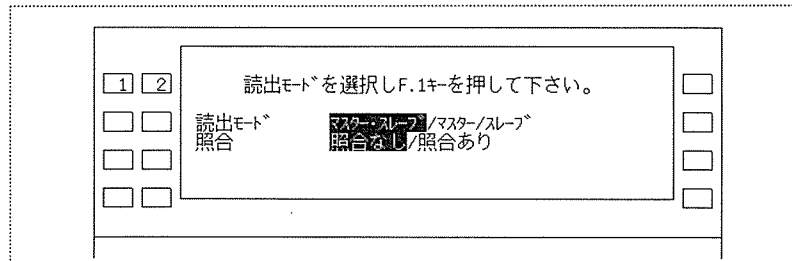 1 2
読出ﾓｰﾄﾞを選択しF.1ｷｰを押して下さい。
読出ﾓｰﾄﾞ ﾏｽﾀｰ･ｽﾚｰﾌﾞ/ﾏｽﾀｰ/ｽﾚｰﾌﾞ
照合 照合なし/照合あり